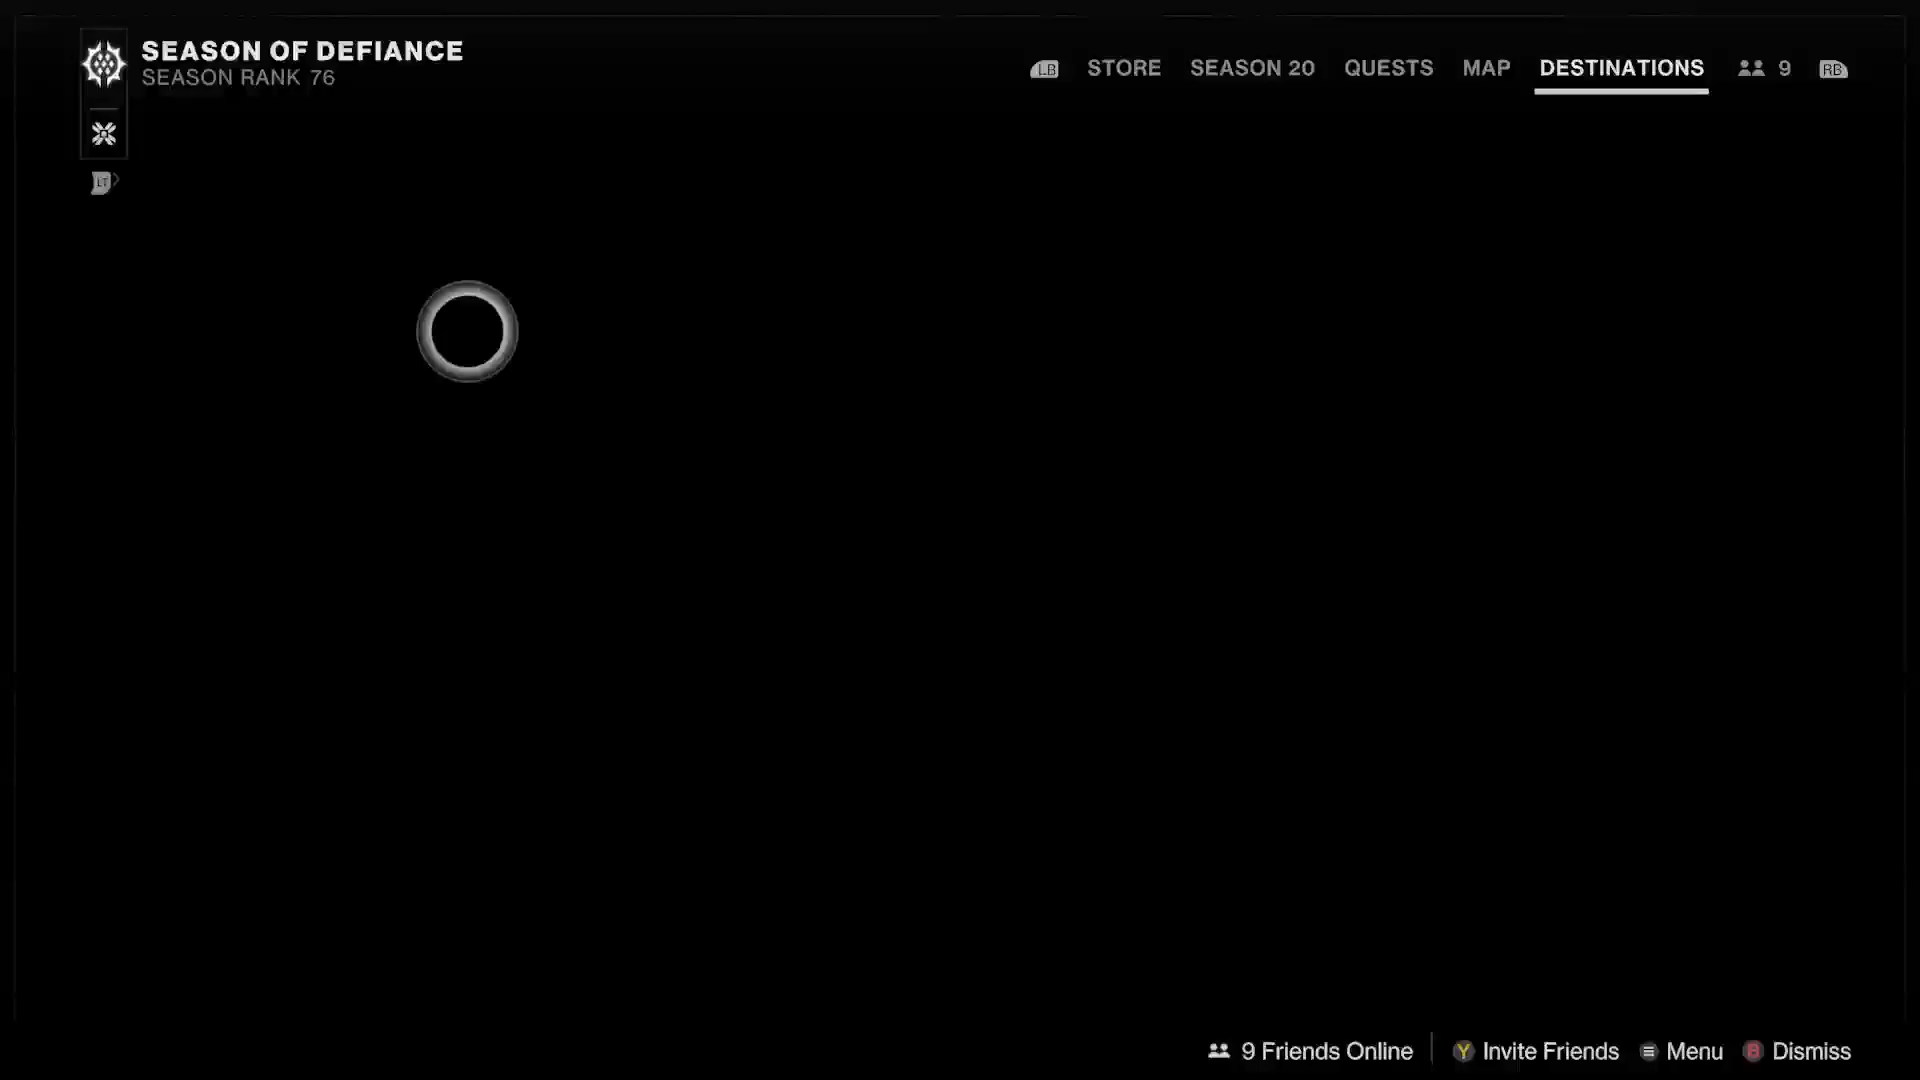 SEASON OF DEFIANCE
SEASON RANK 76
LT
LB STORE SEASON 20 QUESTS MAP DESTINATIONS 9 RB
9 Friends Online Y Invite Friends Menu B Dismiss